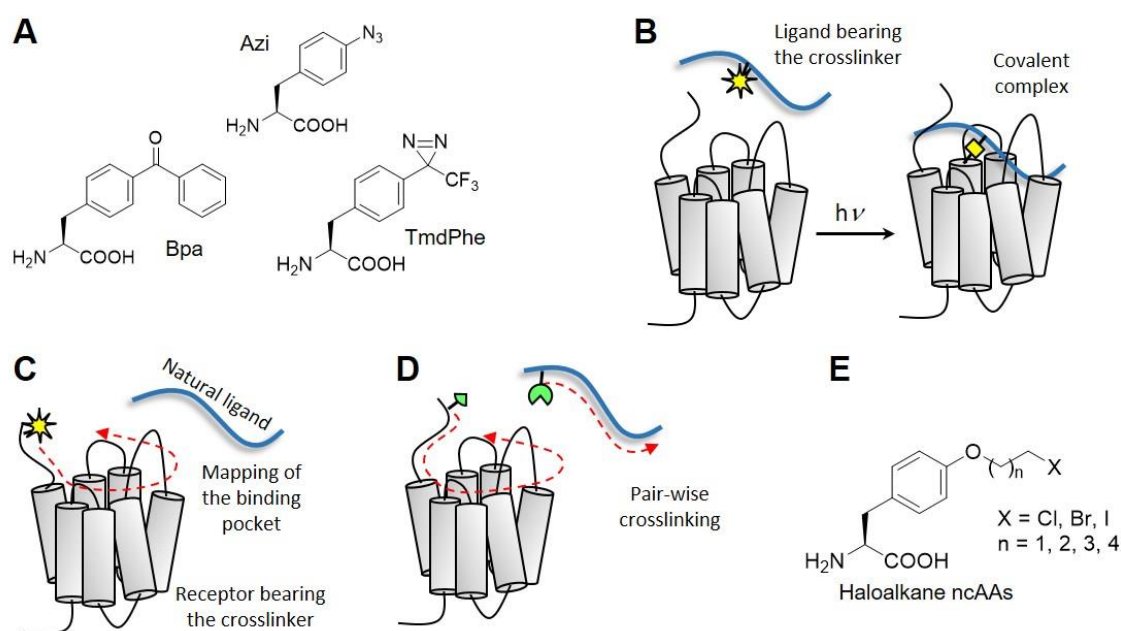 A
Azi
N₃
H₂N
COOH
O
H₂N
COOH
Bpa
N=N
CF₃
TmdPhe
H₂N
COOH
B
Ligand bearing
the crosslinker
Covalent
complex
hν
C
Natural ligand
Mapping of
the binding
pocket
Receptor bearing
the crosslinker
D
Pair-wise
crosslinking
E
O
n
X
H₂N
COOH
X = Cl, Br, I
n = 1, 2, 3, 4
Haloalkane ncAAs